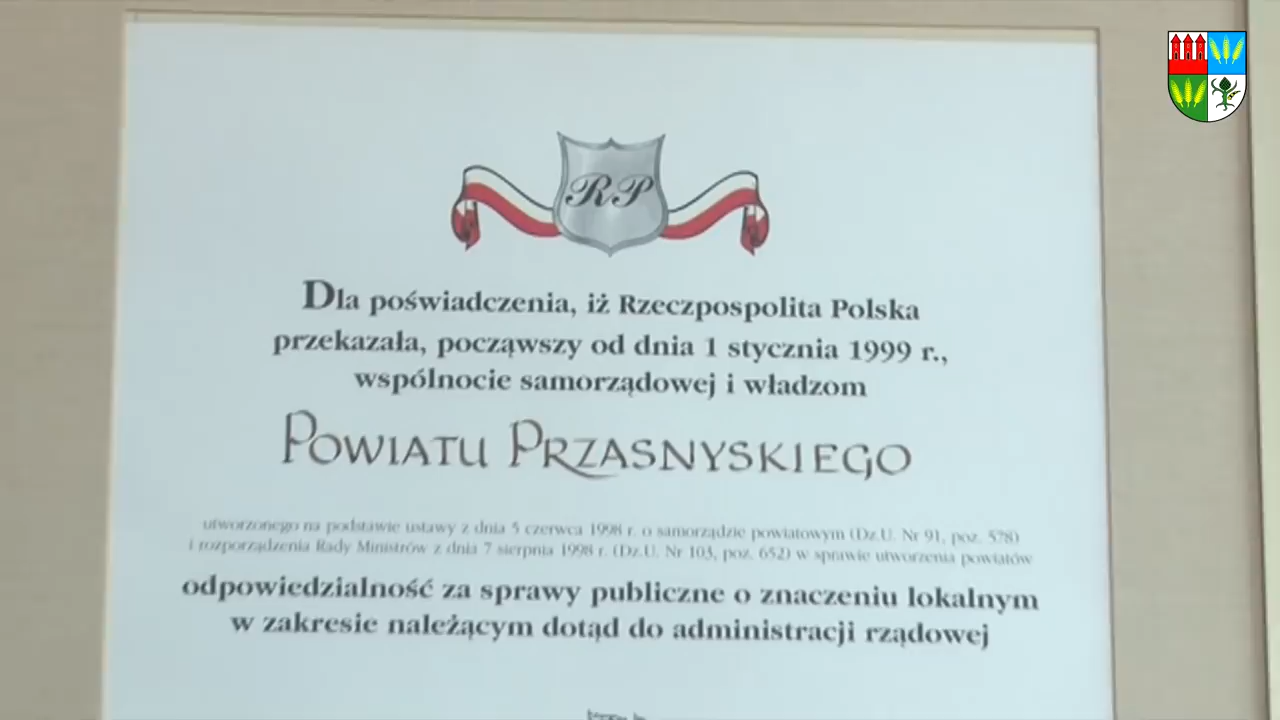 RP
Dla poświadczenia, iż Rzeczpospolita Polska
przekazała, począwszy od dnia 1 stycznia 1999 r.,
wspólnocie samorządowej i władzom
POWIATU PRZASNYSKIEGO
utworzonego na podstawie ustawy z dnia 5 czerwca 1998 r. o samorządzie powiatowym (Dz.U. Nr 91, poz. 578)
i rozporządzenia Rady Ministrów z dnia 7 sierpnia 1998 r. (Dz.U. Nr 103, poz. 652) w sprawie utworzenia powiatów
odpowiedzialność za sprawy publiczne o znaczeniu lokalnym
w zakresie należącym dotąd do administracji rządowej